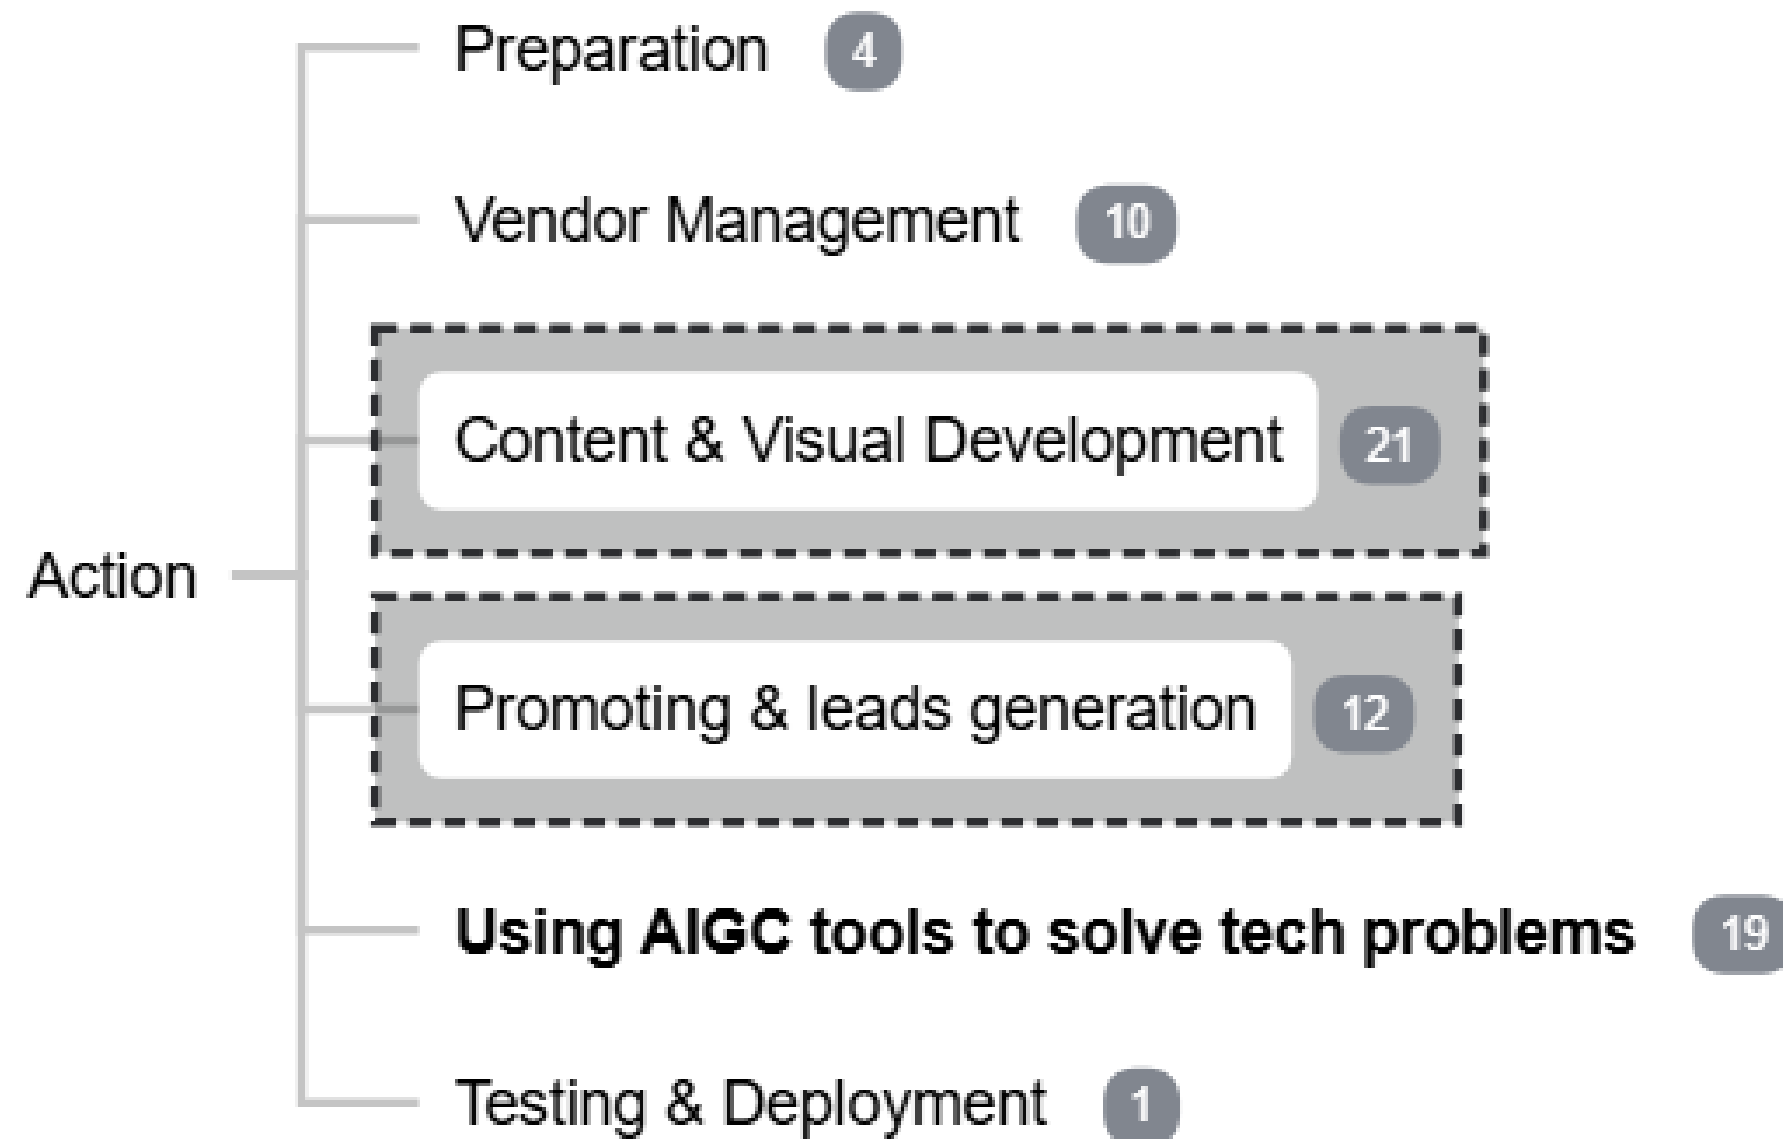 Preparation 4
Vendor Management 10
Content & Visual Development 21
Action
Promoting & leads generation 12
Using AIGC tools to solve tech problems 19
Testing & Deployment 1